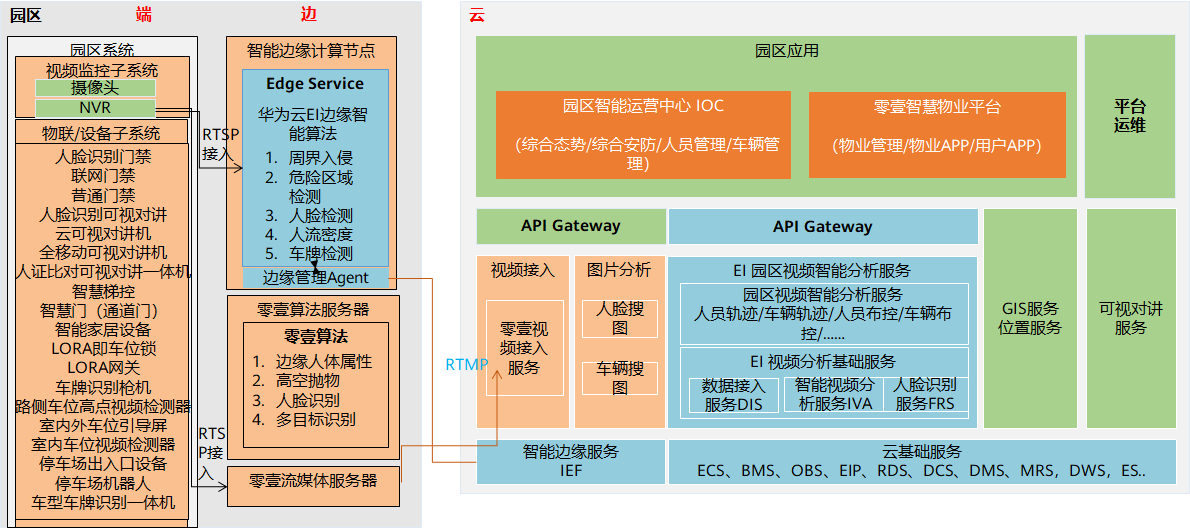 园区
端
边
云
园区系统
视频监控子系统
摄像头
NVR
物联/设备子系统
人脸识别门禁
联网门禁
普通门禁
人脸识别可视对讲
云可视对讲机
全移动可视对讲机
人证比对可视对讲一体机
智慧梯控
智慧门（通道门）
智能家居设备
LORA即车位锁
LORA网关
车牌识别枪机
路侧车位高点视频检测器
室内外车位引导屏
室内车位视频检测器
停车场出入口设备
停车场机器人
车型车牌识别一体机
RTSP
接入
RTS
P接
入
智能边缘计算节点
Edge Service
华为云EI边缘智
能算法
1. 周界入侵
2. 危险区域
检测
3. 人脸检测
4. 人流密度
5. 车牌检测
边缘管理Agent
零壹算法服务器
零壹算法
1. 边缘人体属性
2. 高空抛物
3. 人脸识别
4. 多目标识别
零壹流媒体服务器
RTMP
园区应用
园区智能运营中心 IOC
（综合态势/综合安防/人员管理/车辆管
理）
零壹智慧物业平台
（物业管理/物业APP/用户APP）
平台
运维
API Gateway
API Gateway
视频接入
零壹视
频接入
服务
图片分析
人脸搜
图
车辆搜
图
EI 园区视频智能分析服务
园区视频智能分析服务
人员轨迹/车辆轨迹/人员布控/车辆布
控/......
EI 视频分析基础服务
数据接入
服务DIS
智能视频分
析服务IVA
人脸识别
服务FRS
GIS服务
位置服务
可视对讲
服务
智能边缘服务
IEF
云基础服务
ECS、BMS、OBS、EIP、RDS、DCS、DMS、MRS，DWS，ES..